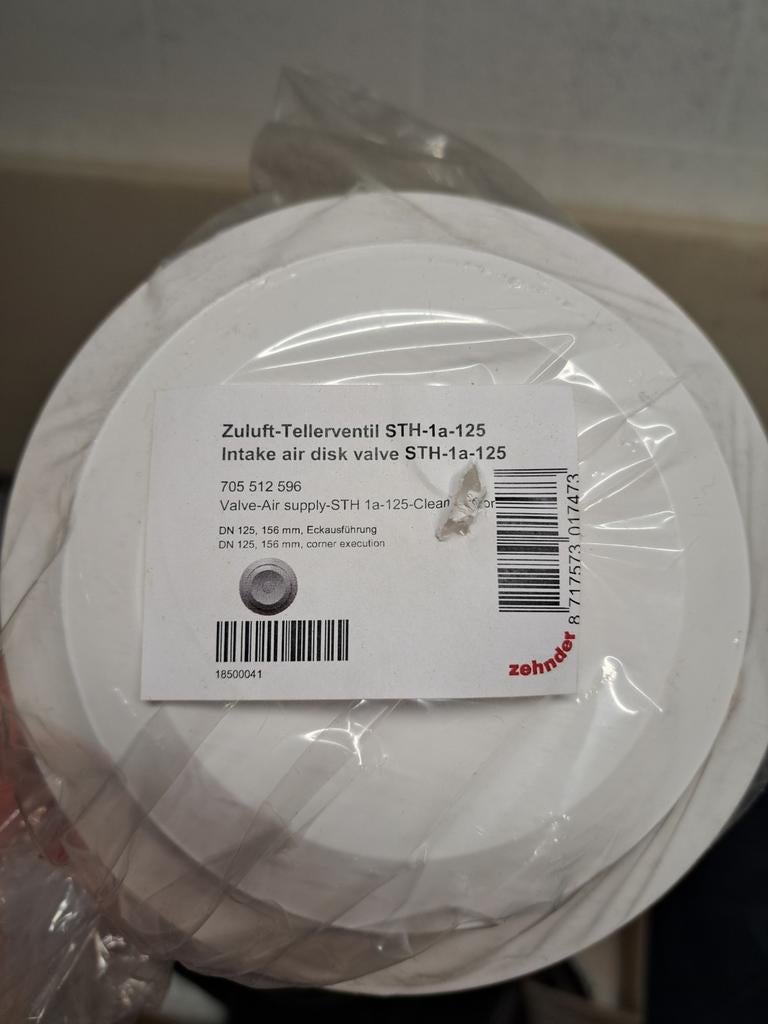 Zuluft-Tellerventil STH-1a-125
Intake air disk valve STH-1a-125
705 512 596
Valve-Air supply-STH 1a-125-Clean
DN 125, 156 mm, Eckausführung
DN 125, 156 mm, corner execution
18500041
8 717573 017473
zehnder